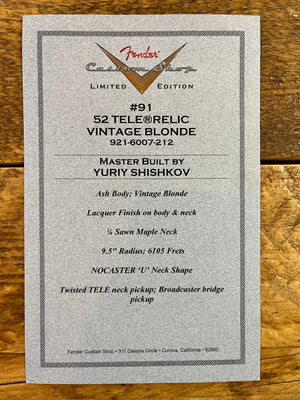 Fender
Custom Shop
LIMITED EDITION
#91
52 TELE®RELIC
VINTAGE BLONDE
921-6007-212
MASTER BUILT BY
YURIY SHISHKOV
Ash Body; Vintage Blonde
Lacquer Finish on body & neck
¼ Sawn Maple Neck
9.5" Radius; 6105 Frets
NOCASTER 'U' Neck Shape
Twisted TELE neck pickup; Broadcaster bridge
pickup
Fender Custom Shop • 311 Cessna Circle • Corona, California • 92880